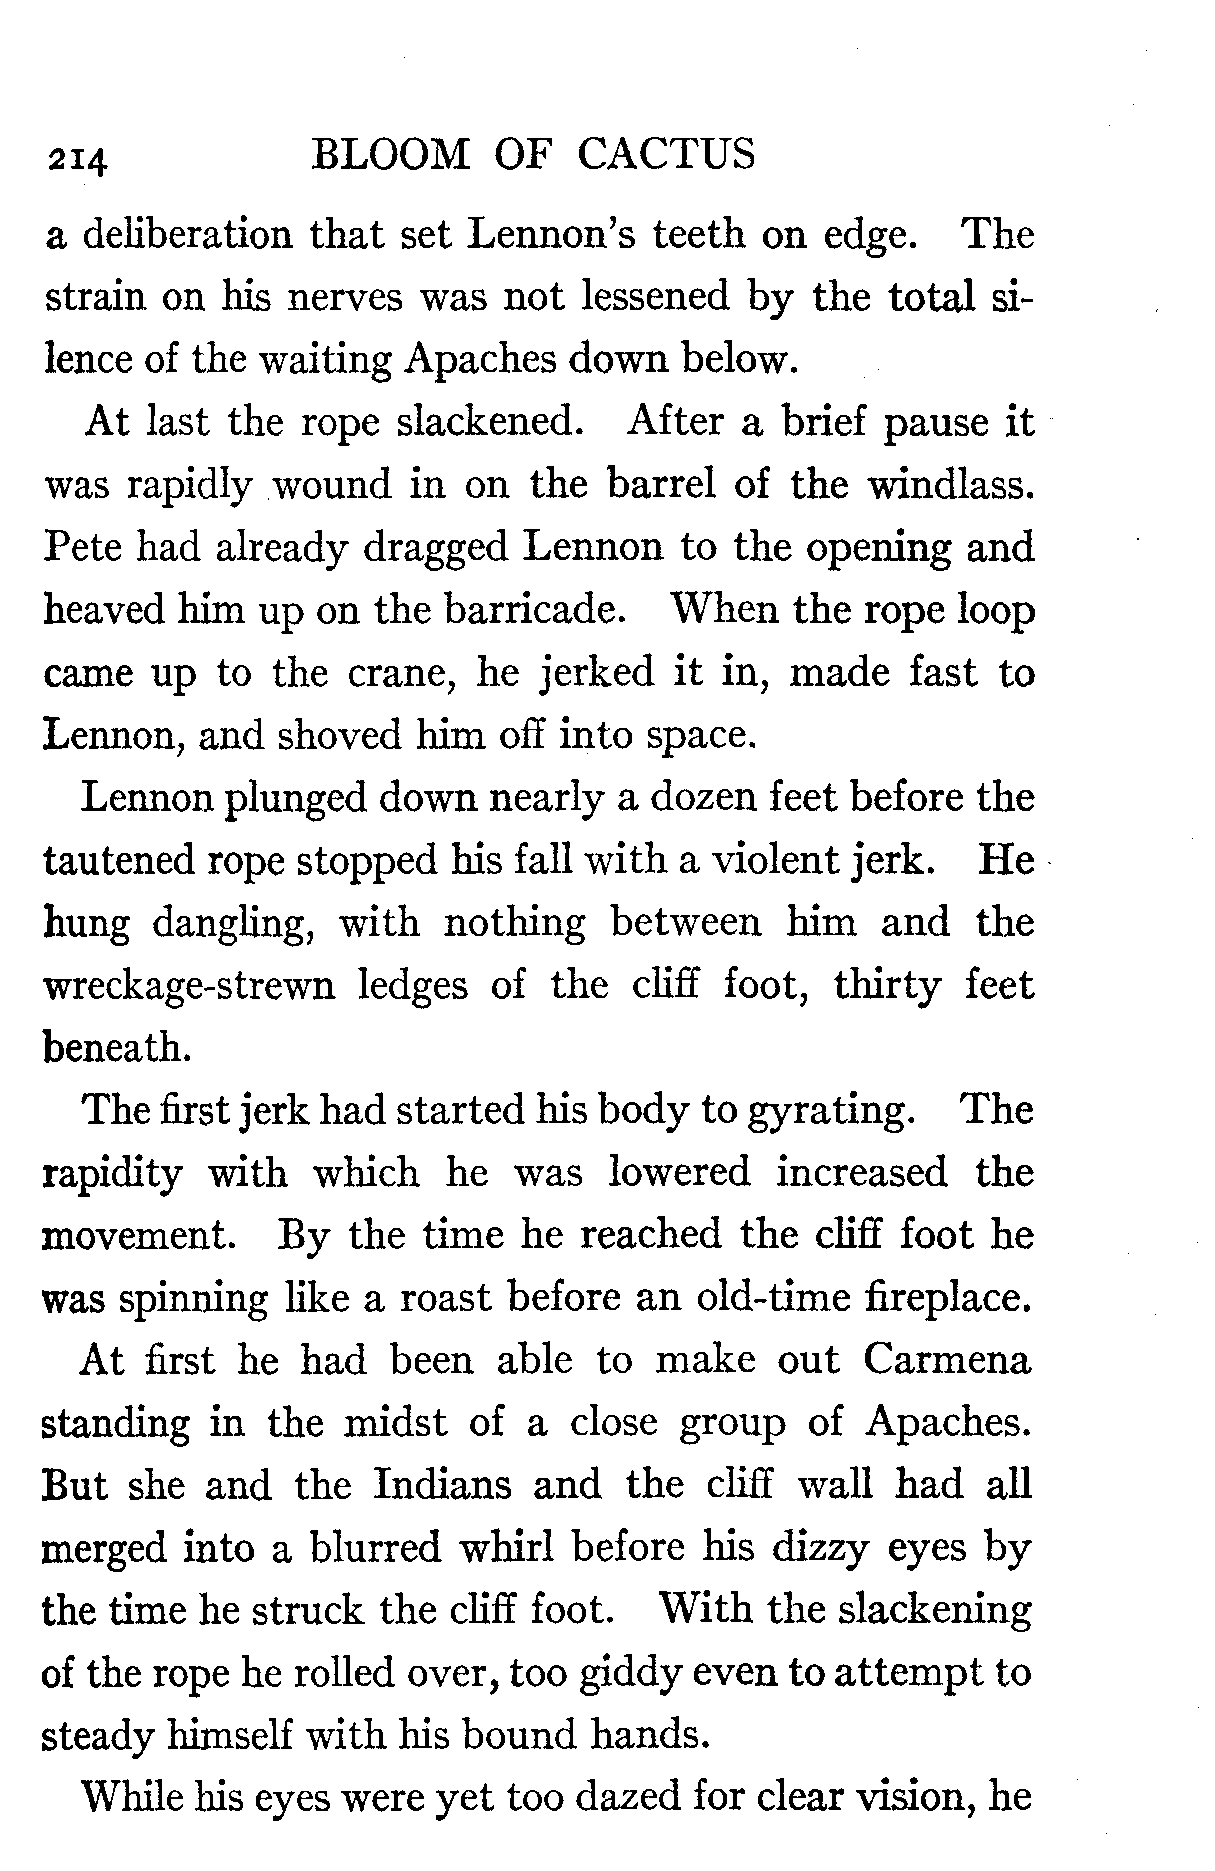 214 BLOOM OF CACTUS
a deliberation that set Lennon's teeth on edge. The
strain on his nerves was not lessened by the total si-
lence of the waiting Apaches down below.
At last the rope slackened. After a brief pause it
was rapidly wound in on the barrel of the windlass.
Pete had already dragged Lennon to the opening and
heaved him up on the barricade. When the rope loop
came up to the crane, he jerked it in, made fast to
Lennon, and shoved him off into space.
Lennon plunged down nearly a dozen feet before the
tautened rope stopped his fall with a violent jerk. He
hung dangling, with nothing between him and the
wreckage-strewn ledges of the cliff foot, thirty feet
beneath.
The first jerk had started his body to gyrating. The
rapidity with which he was lowered increased the
movement. By the time he reached the cliff foot he
was spinning like a roast before an old-time fireplace.
At first he had been able to make out Carmena
standing in the midst of a close group of Apaches.
But she and the Indians and the cliff wall had all
merged into a blurred whirl before his dizzy eyes by
the time he struck the cliff foot. With the slackening
of the rope he rolled over, too giddy even to attempt to
steady himself with his bound hands.
While his eyes were yet too dazed for clear vision, he